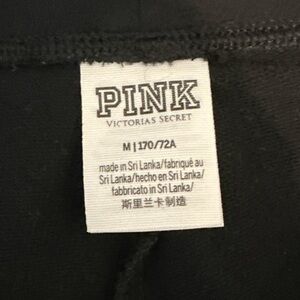 PINK
VICTORIA'S SECRET
M | 170/72A
made in Sri Lanka/fabriqué au
Sri Lanka/hecho en Sri Lanka/
fabbricato in Sri Lanka/
斯里兰卡制造